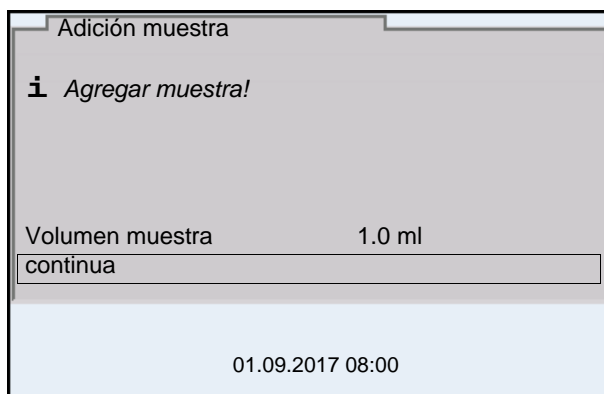 Adición muestra
i Agregar muestra!
Volumen muestra 1.0 ml
continua
01.09.2017 08:00